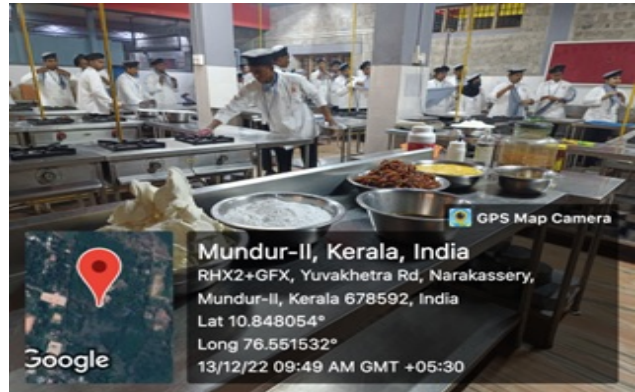 GPS Map Camera
Mundur-II, Kerala, India
RHX2+GFX, Yuvakhetra Rd, Narakassery,
Mundur-II, Kerala 678592, India
Lat 10.848054°
Long 76.551532°
13/12/22 09:49 AM GMT +05:30
Google